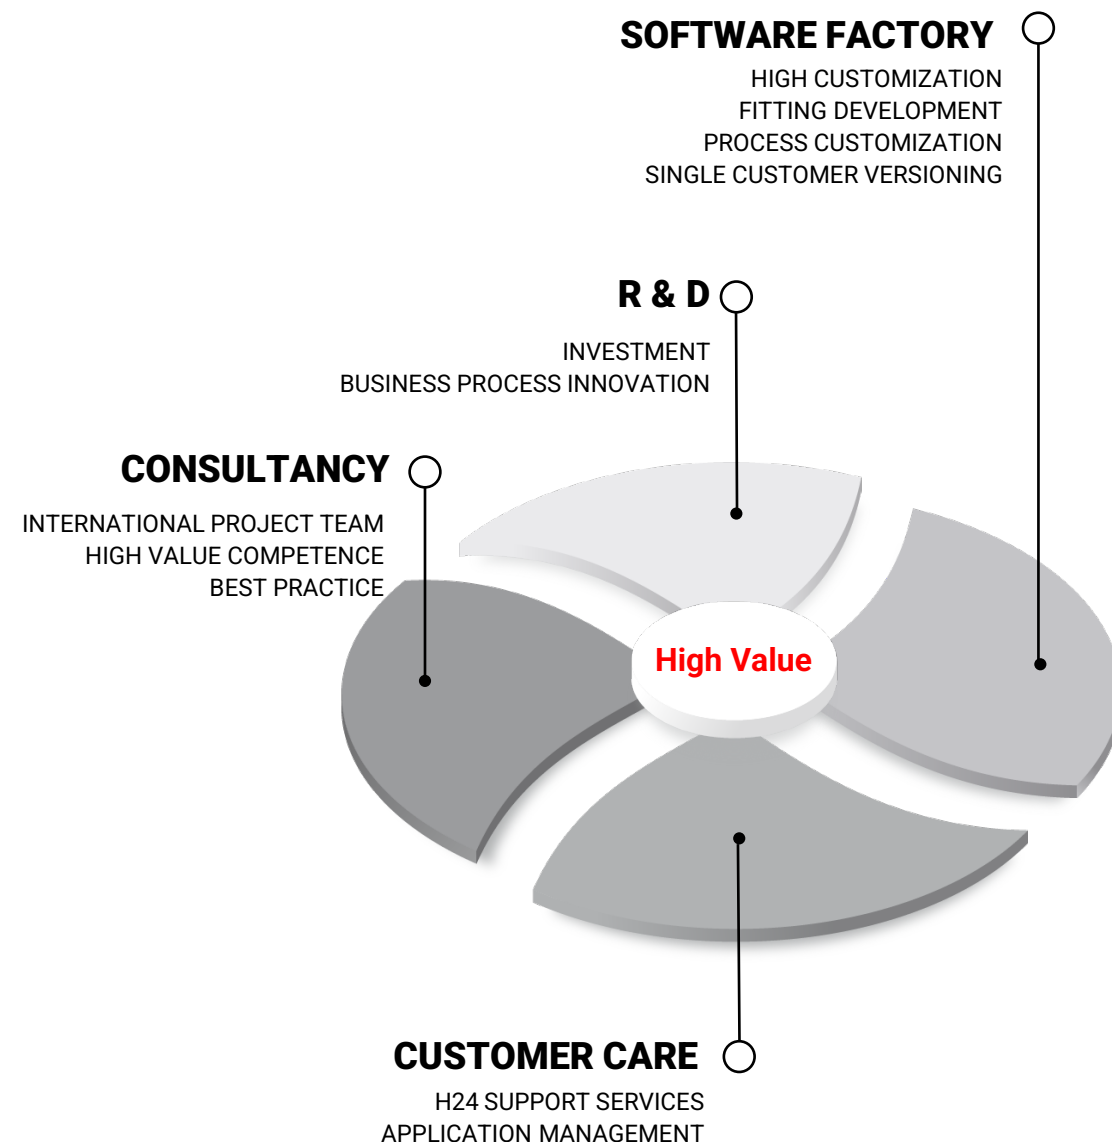 SOFTWARE FACTORY
HIGH CUSTOMIZATION
FITTING DEVELOPMENT
PROCESS CUSTOMIZATION
SINGLE CUSTOMER VERSIONING
R & D
INVESTMENT
BUSINESS PROCESS INNOVATION
CONSULTANCY
INTERNATIONAL PROJECT TEAM
HIGH VALUE COMPETENCE
BEST PRACTICE
High Value
CUSTOMER CARE
H24 SUPPORT SERVICES
APPLICATION MANAGEMENT